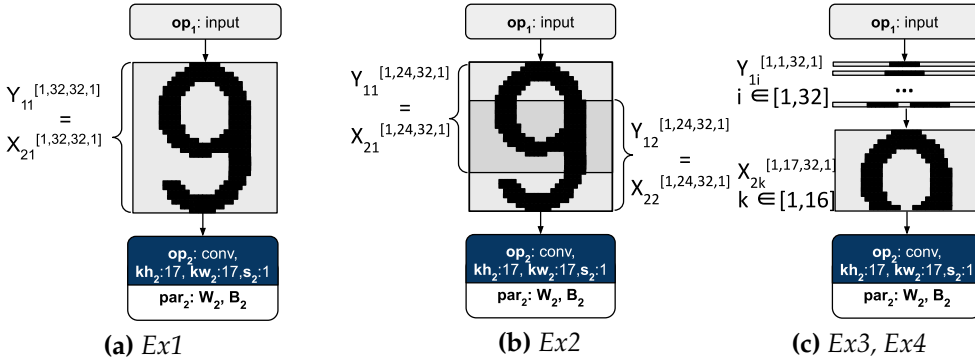 op₁: input
Y₁₁[1,32,32,1]
=
X₂₁[1,32,32,1]
op₂: conv,
kh₂:17, kw₂:17,s₂:1
par₂: W₂, B₂
(a) Ex1
op₁: input
Y₁₁[1,24,32,1]
=
X₂₁[1,24,32,1]
Y₁₂[1,24,32,1]
=
X₂₂[1,24,32,1]
op₂: conv,
kh₂:17, kw₂:17,s₂:1
par₂: W₂, B₂
(b) Ex2
op₁: input
Y₁ᵢ[1,1,32,1]
i ∈ [1,32]
...
X₂ₖ[1,17,32,1]
k ∈ [1,16]
op₂: conv,
kh₂:17, kw₂:17,s₂:1
par₂: W₂, B₂
(c) Ex3, Ex4